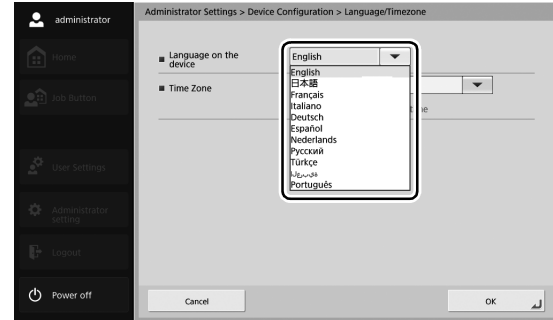 administrator
Administrator Settings > Device Configuration > Language/Timezone
Home
Job Button
User Settings
Administrator
setting
Logout
Power off
Language on the
device
English
English
日本語
Français
Italiano
Deutsch
Español
Nederlands
Русский
Türkçe
Português
Time Zone
Cancel
OK